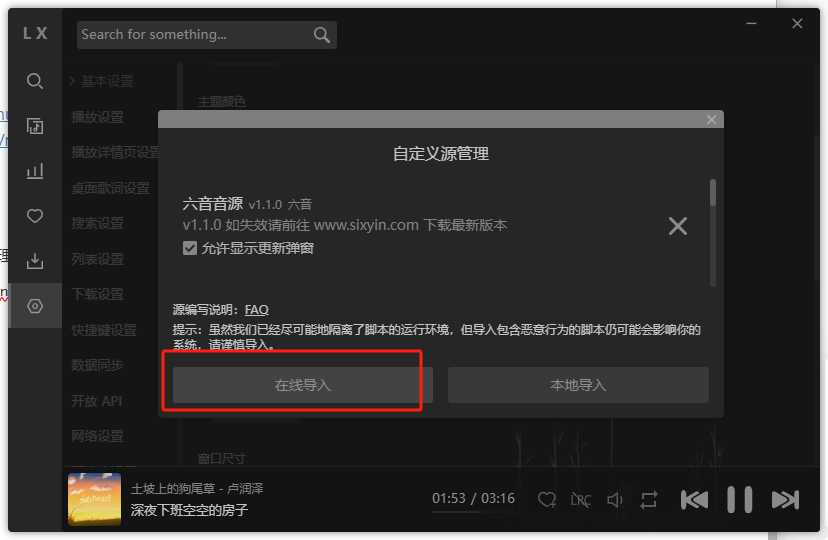 LX
Search for something...
基本设置
播放设置
播放详情页设置
桌面歌词设置
搜索设置
列表设置
下载设置
快捷键设置
数据同步
开放 API
网络设置
主题颜色
自定义源管理
六音音源 v1.1.0 六音
v1.1.0 如失效请前往 www.sixyin.com 下载最新版本
允许显示更新弹窗
源编写说明：FAQ
提示：虽然我们已经尽可能地隔离了脚本的运行环境，但导入包含恶意行为的脚本仍可能会影响你的
系统，请谨慎导入。
在线导入
本地导入
窗口尺寸
土坡上的狗尾草 - 卢润泽
深夜下班空空的房子
01:53 / 03:16
LRC